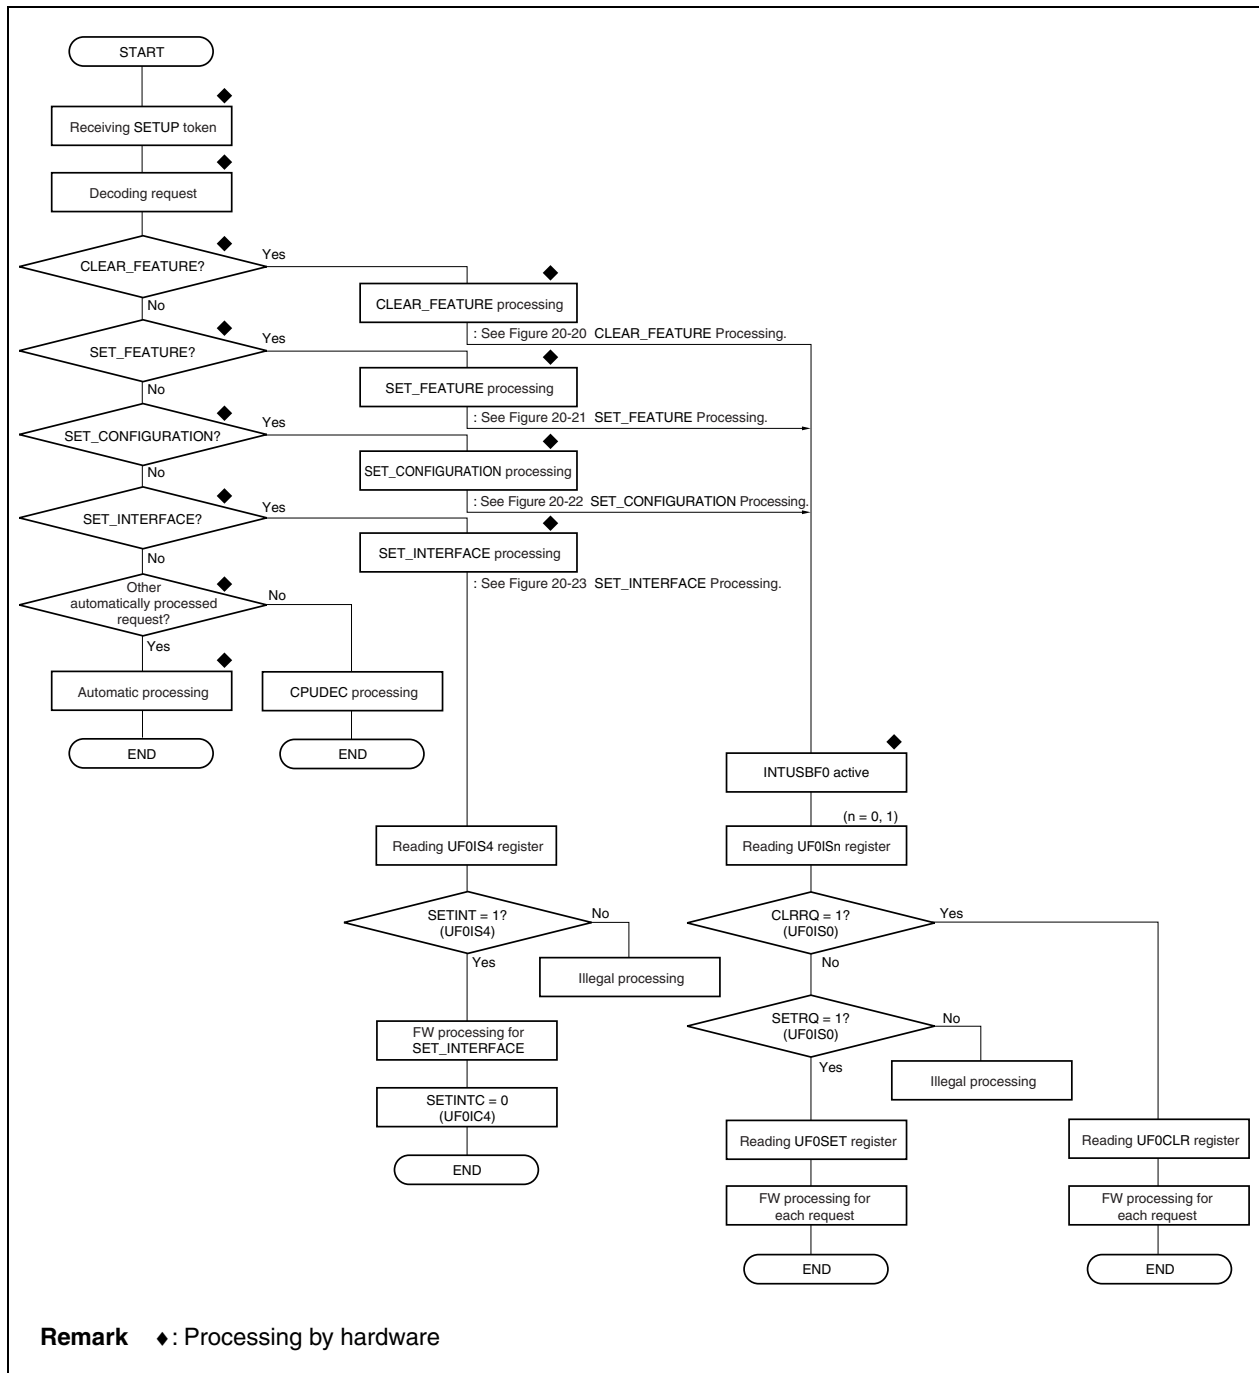 START
Receiving SETUP token
Decoding request
CLEAR_FEATURE?
Yes
No
CLEAR_FEATURE processing
: See Figure 20-20 CLEAR_FEATURE Processing.
SET_FEATURE?
Yes
No
SET_FEATURE processing
: See Figure 20-21 SET_FEATURE Processing.
SET_CONFIGURATION?
Yes
No
SET_CONFIGURATION processing
: See Figure 20-22 SET_CONFIGURATION Processing.
SET_INTERFACE?
Yes
No
SET_INTERFACE processing
: See Figure 20-23 SET_INTERFACE Processing.
Other
automatically processed
request?
No
Yes
Automatic processing
CPUDEC processing
END
END
INTUSBF0 active
(n = 0, 1)
Reading UF0IS4 register
Reading UF0ISn register
SETINT = 1?
(UF0IS4)
No
Yes
Illegal processing
CLRRQ = 1?
(UF0IS0)
Yes
No
SETRQ = 1?
(UF0IS0)
No
Yes
Illegal processing
FW processing for
SET_INTERFACE
SETINTC = 0
(UF0IC4)
END
Reading UF0SET register
Reading UF0CLR register
FW processing for
each request
FW processing for
each request
END
END
Remark ♦: Processing by hardware